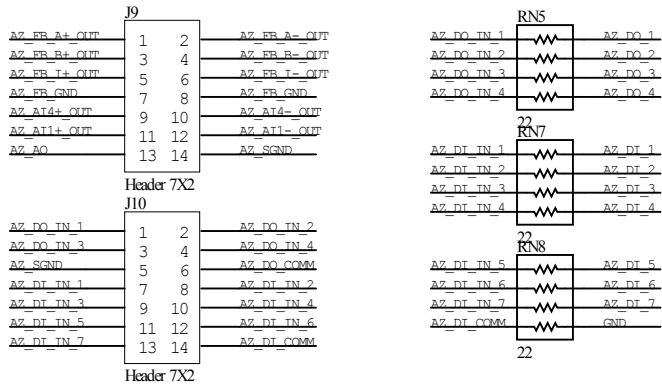 J9
AZ_FB_A+_OUT 1 2 AZ_FB_A-_OUT
AZ_FB_B+_OUT 3 4 AZ_FB_B-_OUT
AZ_FB_I+_OUT 5 6 AZ_FB_I-_OUT
AZ_FB_GND 7 8 AZ_FB_GND
AZ_AI4+_OUT 9 10 AZ_AI4-_OUT
AZ_AI1+_OUT 11 12 AZ_AI1-_OUT
AZ_AO 13 14 AZ_SGND
Header 7X2
J10
AZ_DO_IN_1 1 2 AZ_DO_IN_2
AZ_DO_IN_3 3 4 AZ_DO_IN_4
AZ_SGND 5 6 AZ_DO_COMM
AZ_DI_IN_1 7 8 AZ_DI_IN_2
AZ_DI_IN_3 9 10 AZ_DI_IN_4
AZ_DI_IN_5 11 12 AZ_DI_IN_6
AZ_DI_IN_7 13 14 AZ_DI_COMM
Header 7X2
RN5
AZ_DO_IN_1 AZ_DO_1
AZ_DO_IN_2 AZ_DO_2
AZ_DO_IN_3 AZ_DO_3
AZ_DO_IN_4 AZ_DO_4
22
RN7
AZ_DI_IN_1 AZ_DI_1
AZ_DI_IN_2 AZ_DI_2
AZ_DI_IN_3 AZ_DI_3
AZ_DI_IN_4 AZ_DI_4
22
RN8
AZ_DI_IN_5 AZ_DI_5
AZ_DI_IN_6 AZ_DI_6
AZ_DI_IN_7 AZ_DI_7
AZ_DI_COMM GND
22